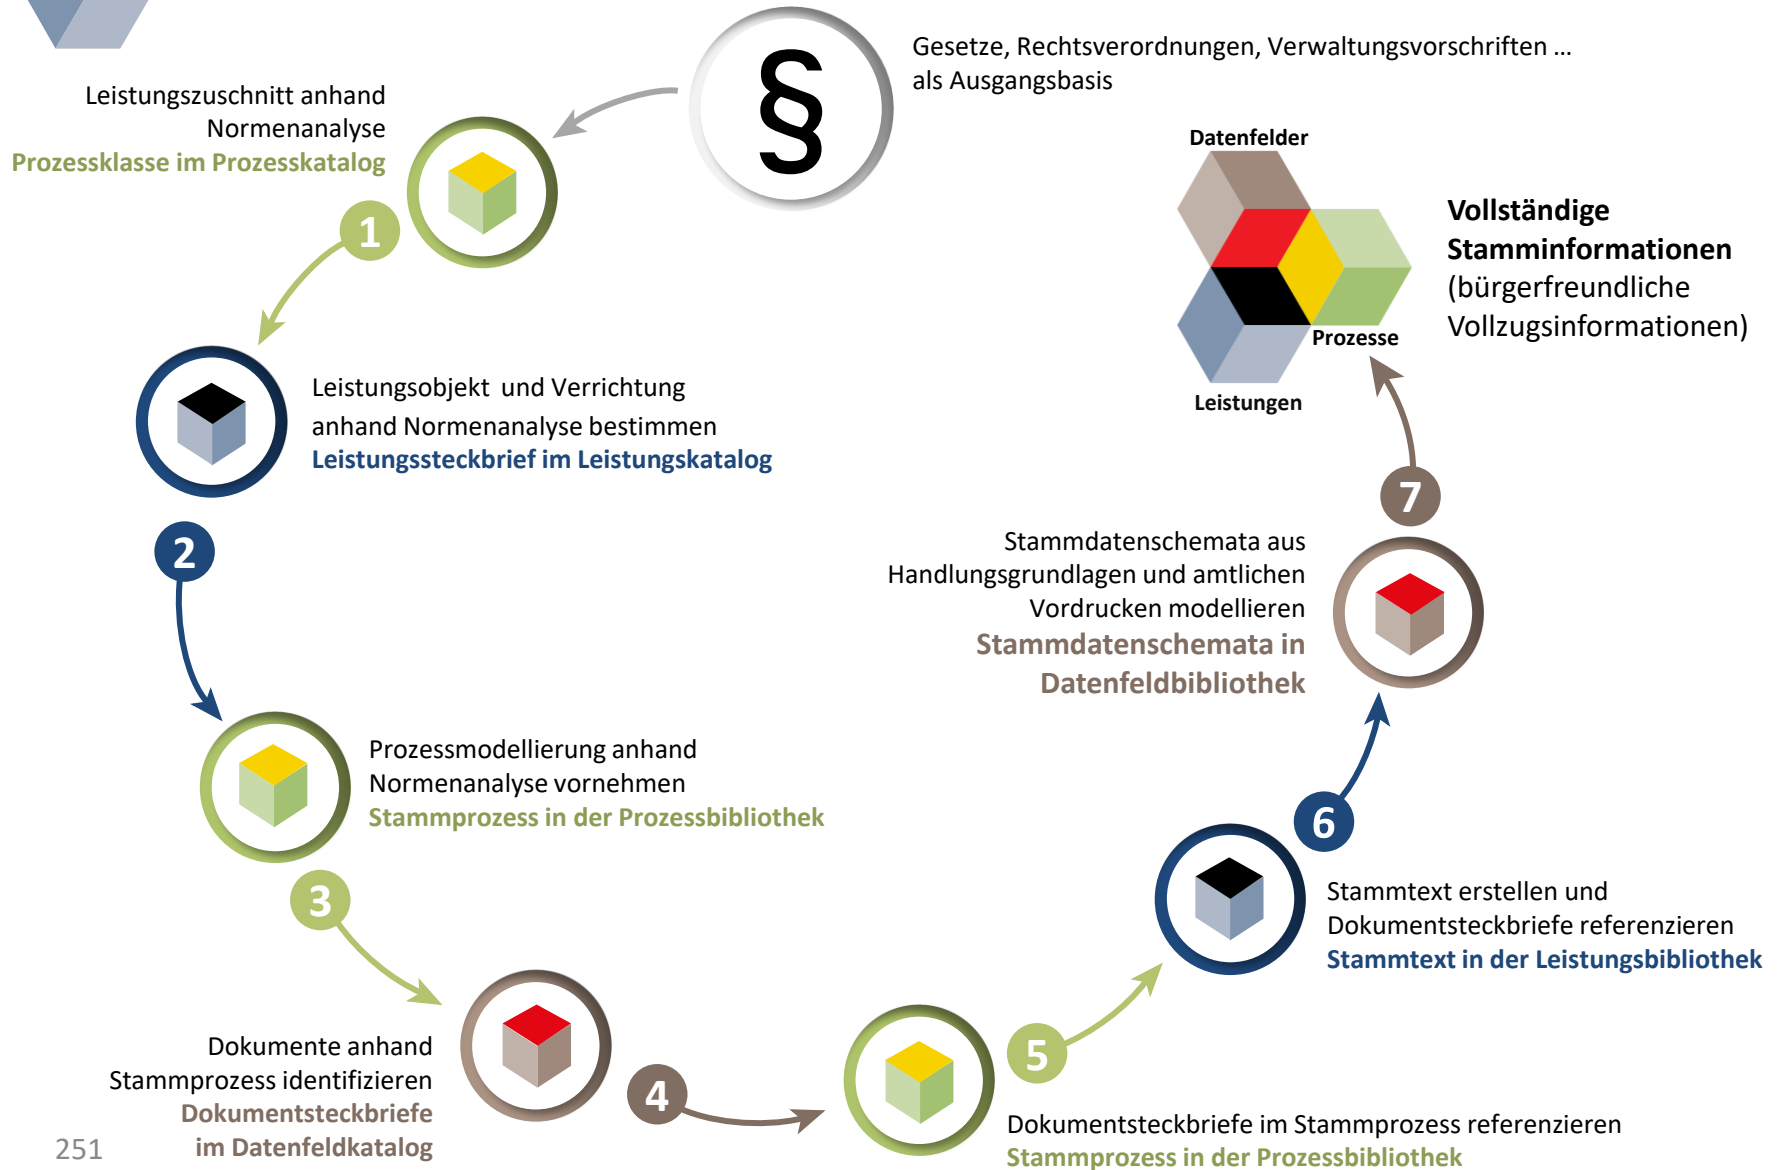 §
Gesetze, Rechtsverordnungen, Verwaltungsvorschriften ...
als Ausgangsbasis
Leistungszuschnitt anhand
Normenanalyse
Prozessklasse im Prozesskatalog
1
Leistungsobjekt und Verrichtung
anhand Normenanalyse bestimmen
Leistungssteckbrief im Leistungskatalog
2
Prozessmodellierung anhand
Normenanalyse vornehmen
Stammprozess in der Prozessbibliothek
3
Dokumente anhand
Stammprozess identifizieren
Dokumentsteckbriefe
im Datenfeldkatalog
4
Dokumentsteckbriefe im Stammprozess referenzieren
Stammprozess in der Prozessbibliothek
5
Stammtext erstellen und
Dokumentsteckbriefe referenzieren
Stammtext in der Leistungsbibliothek
6
Stammdatenschemata aus
Handlungsgrundlagen und amtlichen
Vordrucken modellieren
Stammdatenschemata in
Datenfeldbibliothek
7
Datenfelder
Prozesse
Leistungen
Vollständige
Stamminformationen
(bürgerfreundliche
Vollzugsinformationen)
251